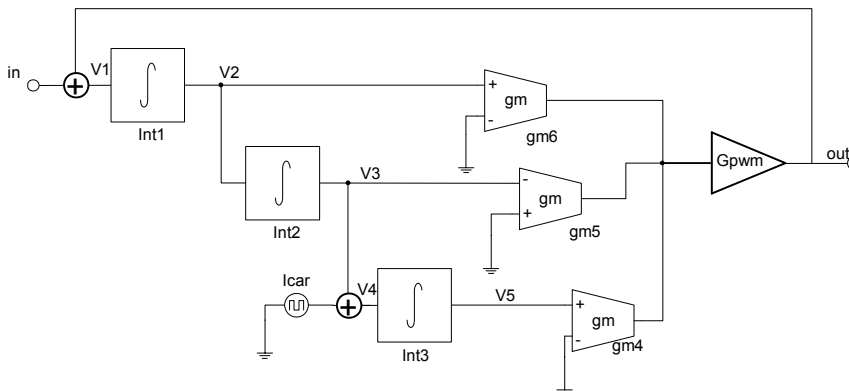 in
V1
Int1
V2
+
-
gm
gm6
Gpwm
out
Int2
V3
-
+
gm
gm5
Icar
V4
Int3
V5
+
-
gm
gm4